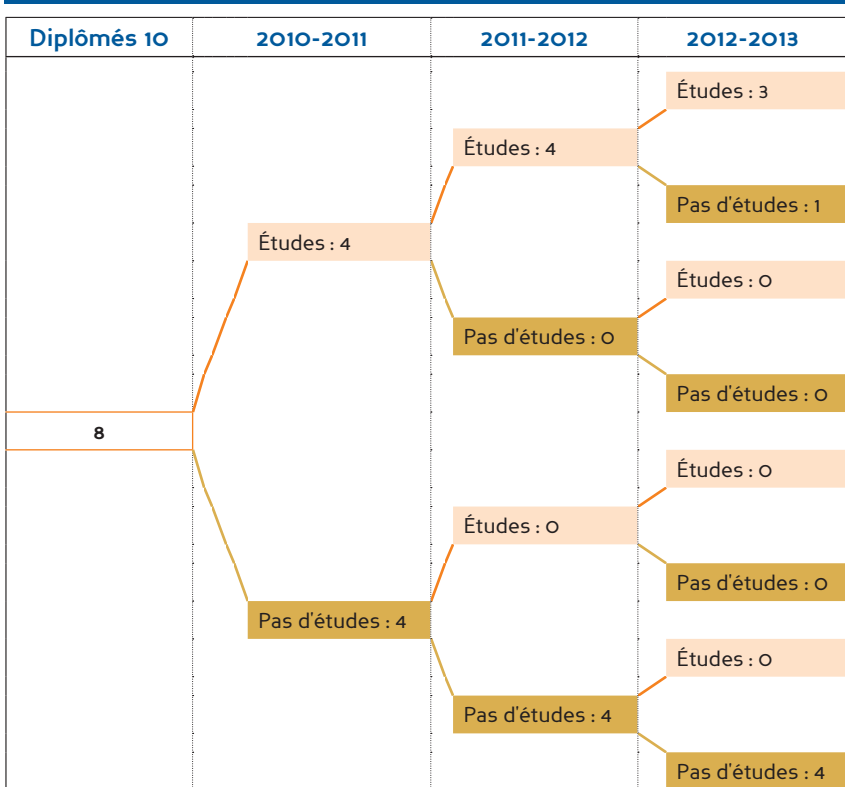 Diplômés 10 2010-2011 2011-2012 2012-2013
Études : 3
Études : 4
Pas d'études : 1
Études : 4
Études : 0
Pas d'études : 0
Pas d'études : 0
8
Études : 0
Études : 0
Pas d'études : 0
Pas d'études : 4
Études : 0
Pas d'études : 4
Pas d'études : 4